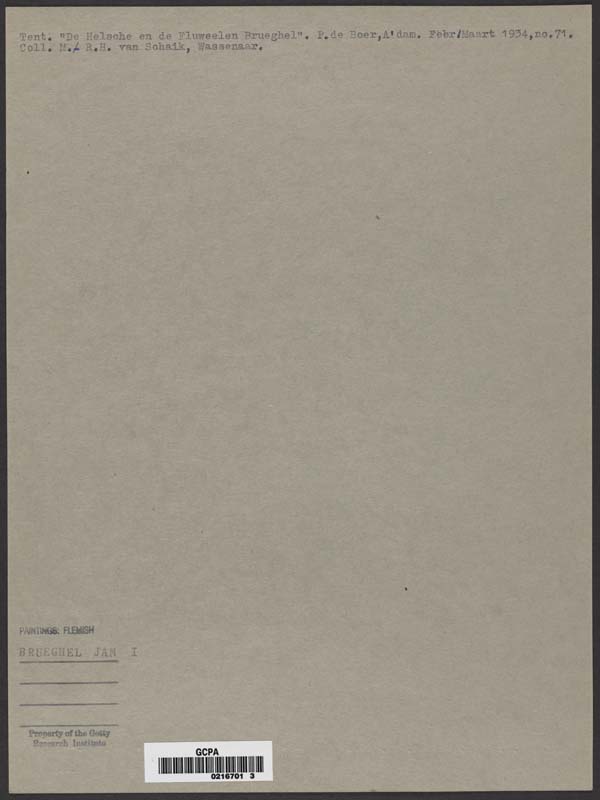 Tent. "De Helsche en de Fluweelen Brueghel". P.de Boer,A'dam. Febr/Maart 1934,no.71.
Coll. M./ R.H. van Schaik, Wassenaar.
PAINTINGS: FLEMISH
BRUEGHEL JAN I
Property of the Getty
Research Institute
GCPA
0216701 3